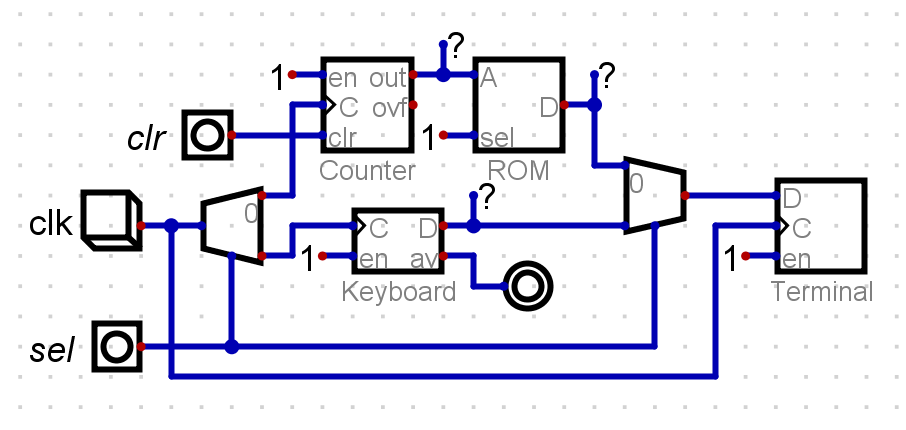 ?
?
1
en out
A
C ovf
D
clr
clr
1
sel
Counter
ROM
0
0
?
D
clk
C D
C
1
en av
1
en
Keyboard
Terminal
sel